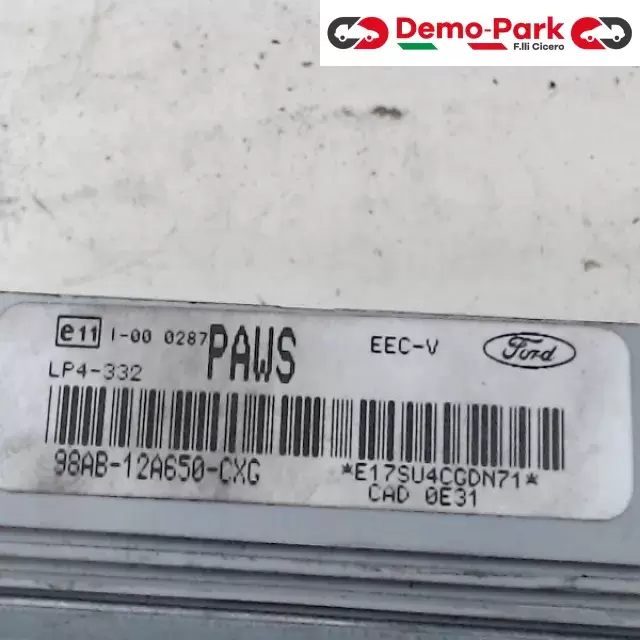 Demo-Park
F.lli Cicero
e11 I-00 0287 PAWS EEC-V Ford
LP4-332
98AB-12A650-CXG *E17SU4CGDN71*
CAD 0E31